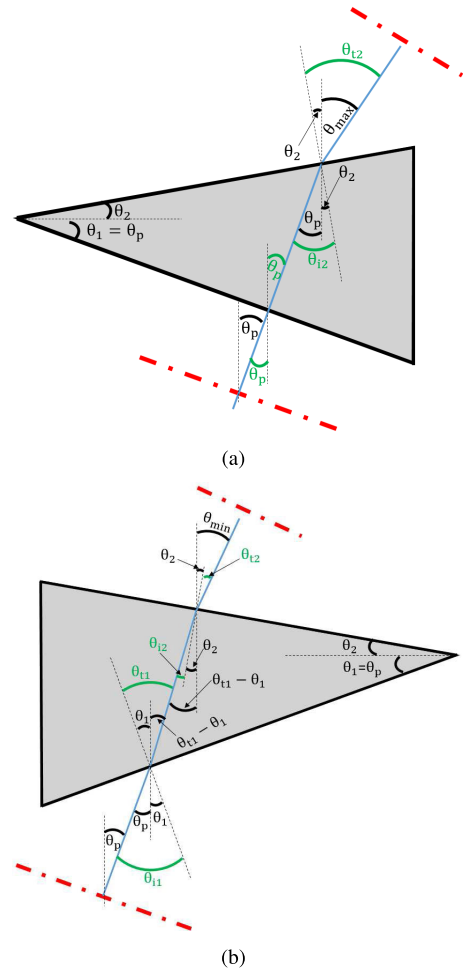 θt2
θmax
θ2
θ2
θ2
θ1 = θp
θp
θi2
θp
θp
θp
(a)
θmin
θ2
θt2
θi2
θ2
θt1
θt1 − θ1
θ2
θ1=θp
θ1
θt1 − θ1
θp
θp
θ1
θi1
(b)